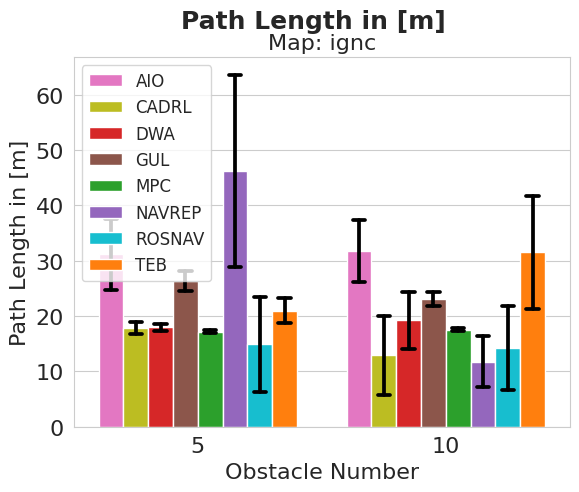 Path Length in [m]
Map: ignc
Path Length in [m]
60
50
40
30
20
10
0
AIO
CADRL
DWA
GUL
MPC
NAVREP
ROSNAV
TEB
5
10
Obstacle Number